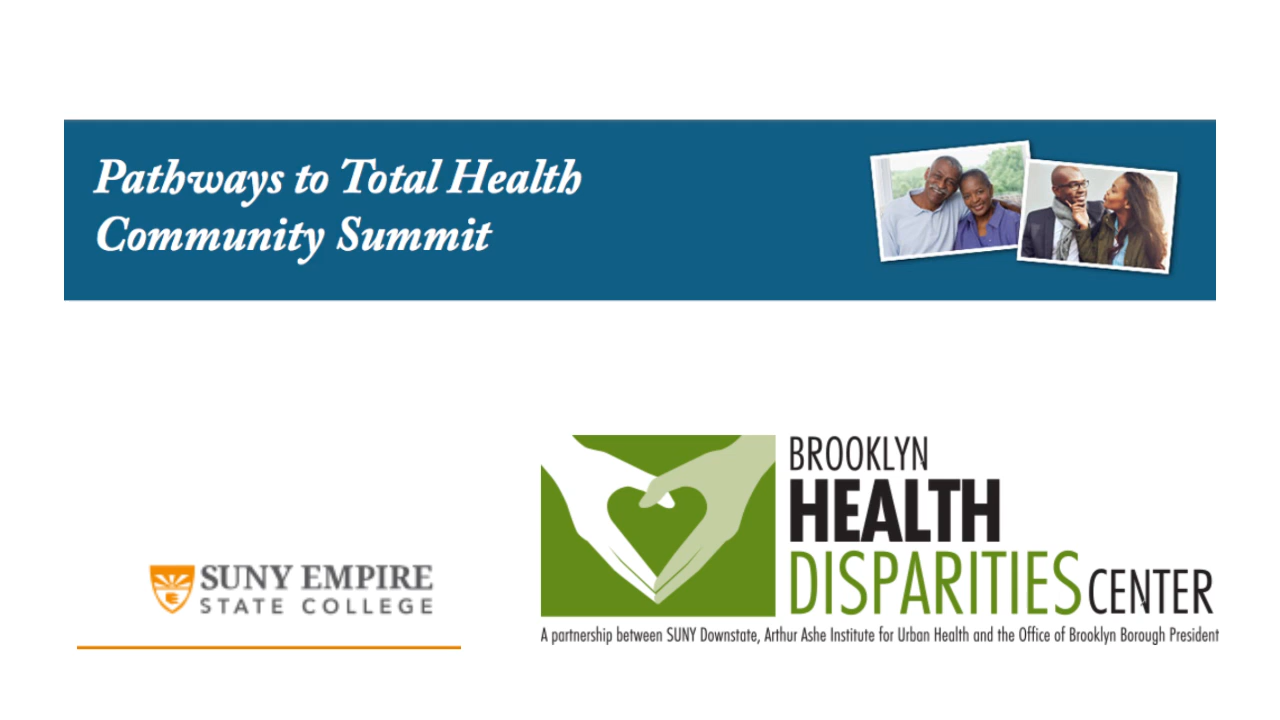 Pathways to Total Health
Community Summit
SUNY EMPIRE
STATE COLLEGE
BROOKLYN
HEALTH
DISPARITIES CENTER
A partnership between SUNY Downstate, Arthur Ashe Institute for Urban Health and the Office of Brooklyn Borough President